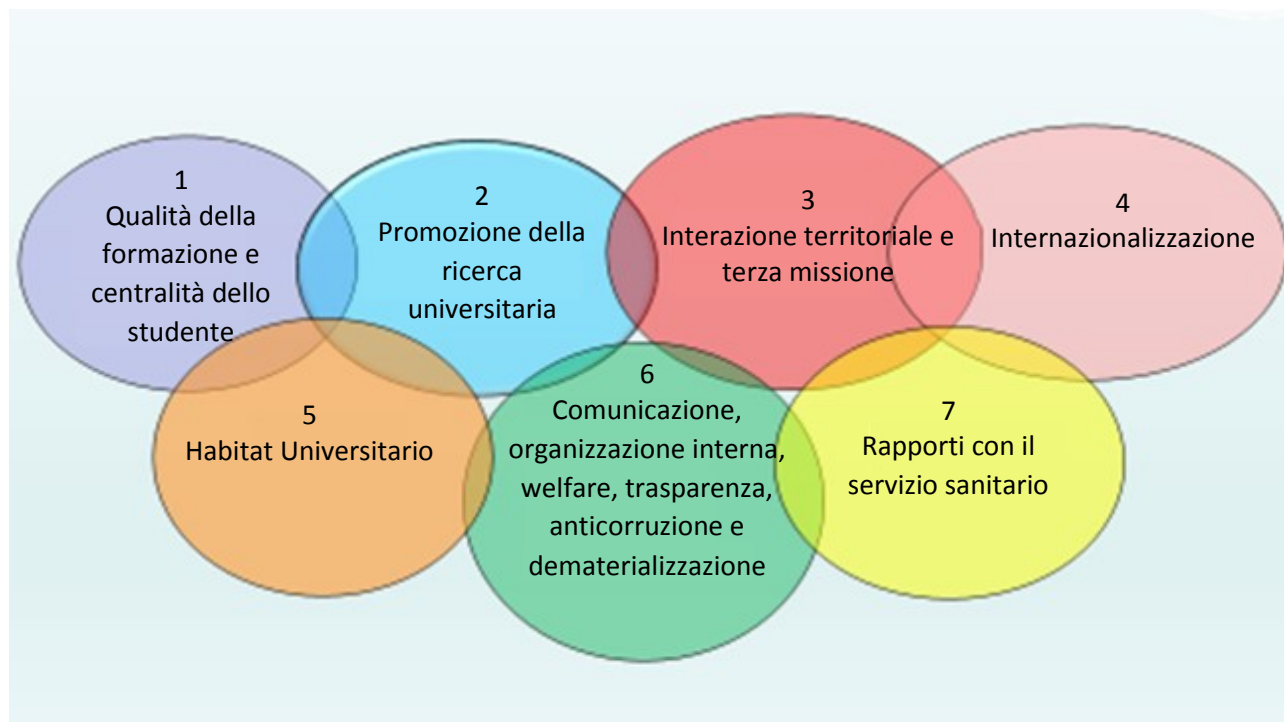 1
Qualità della
formazione e
centralità dello
studente
2
Promozione della
ricerca
universitaria
3
Interazione territoriale e
terza missione
4
Internazionalizzazione
5
Habitat Universitario
6
Comunicazione,
organizzazione interna,
welfare, trasparenza,
anticorruzione e
dematerializzazione
7
Rapporti con il
servizio sanitario